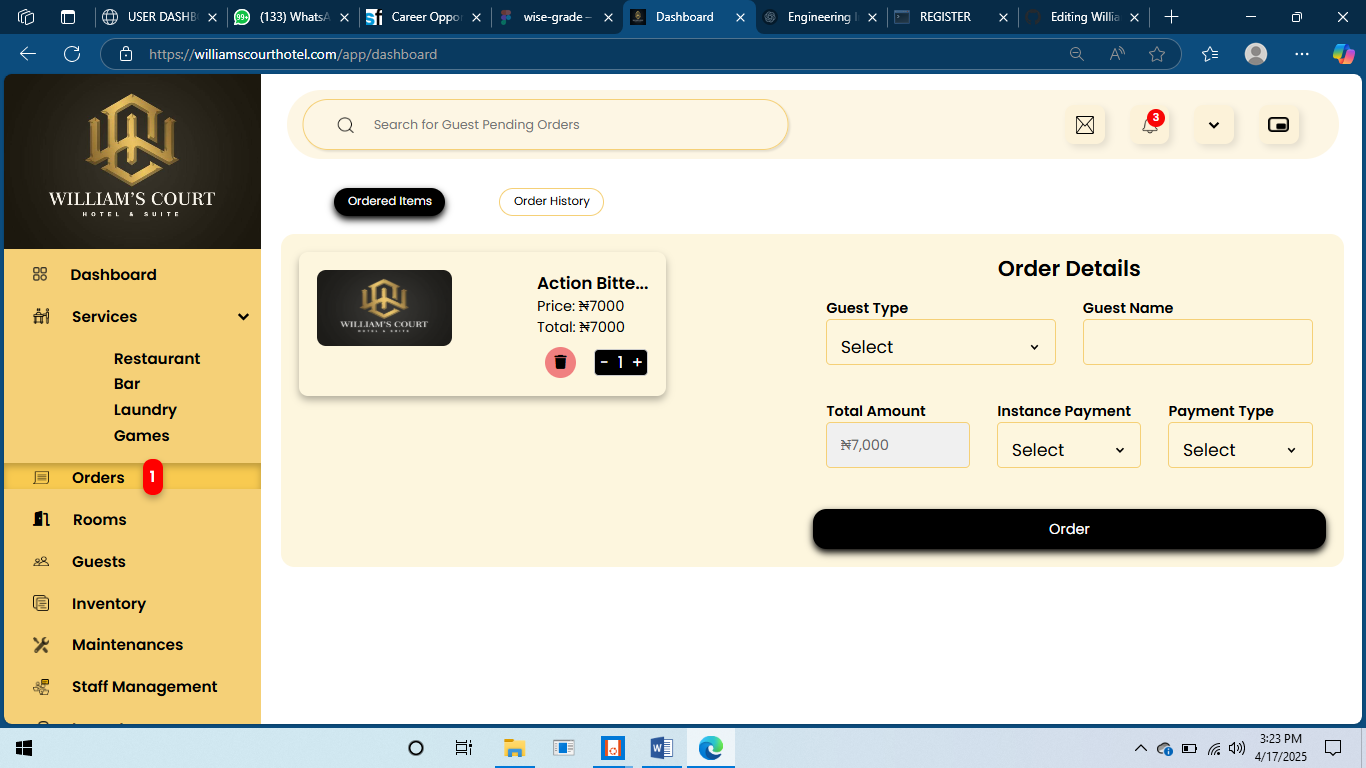 USER DASHB
(133) WhatsA
Career Oppor
wise-grade –
Dashboard
Engineering I
REGISTER
Editing Willia
https://williamscourthotel.com/app/dashboard
WILLIAM'S COURT
HOTEL & SUITE
Search for Guest Pending Orders
3
Ordered Items
Order History
Dashboard
Services
Restaurant
Bar
Laundry
Games
Orders 1
Rooms
Guests
Inventory
Maintenances
Staff Management
WILLIAM'S COURT
HOTEL & SUITE
Action Bitte...
Price: ₦7000
Total: ₦7000
- 1 +
Order Details
Guest Type
Guest Name
Select
Total Amount
Instance Payment
Payment Type
₦7,000
Select
Select
Order
3:23 PM
4/17/2025